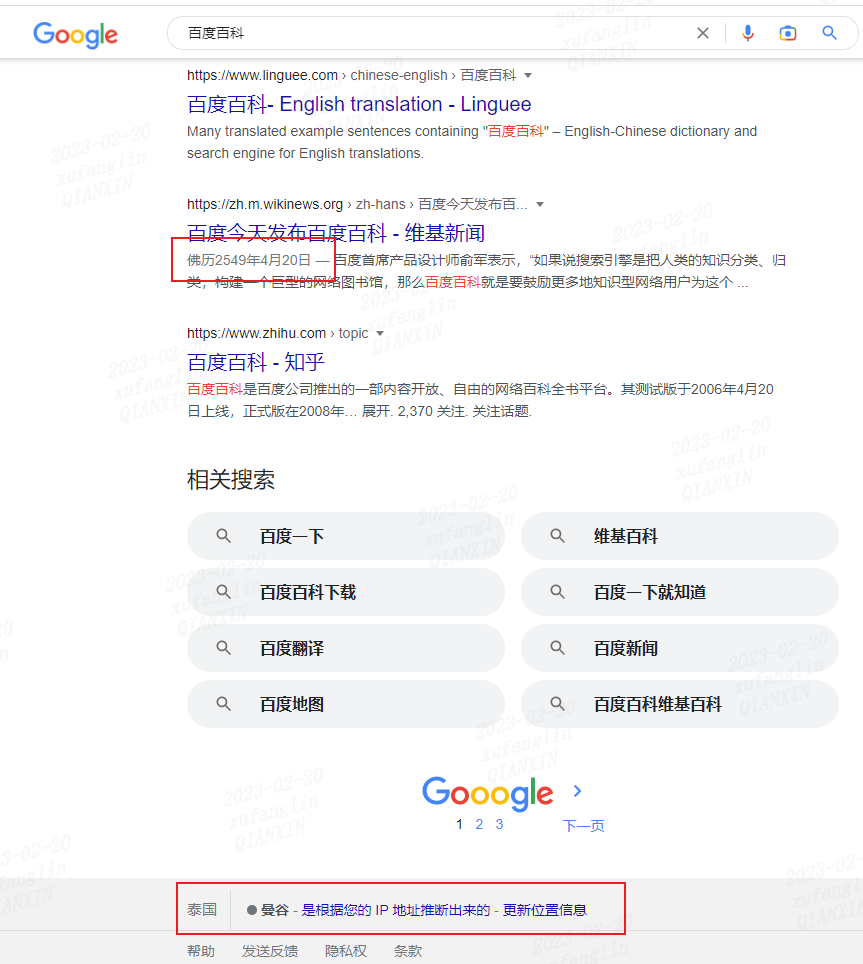 Google 百度百科
https://www.linguee.com › chinese-english › 百度百科
百度百科- English translation - Linguee
Many translated example sentences containing "百度百科" – English-Chinese dictionary and
search engine for English translations.
https://zh.m.wikinews.org › zh-hans › 百度今天发布百...
百度今天发布百度百科 - 维基新闻
佛历2549年4月20日 — 百度首席产品设计师俞军表示，“如果说搜索引擎是把人类的知识分类、归
类，构建一个巨型的网络图书馆，那么百度百科就是要鼓励更多地知识型网络用户为这个 ...
https://www.zhihu.com › topic
百度百科 - 知乎
百度百科是百度公司推出的一部内容开放、自由的网络百科全书平台。其测试版于2006年4月20
日上线，正式版在2008年… 展开. 2,370 关注. 关注话题.
相关搜索
百度一下 维基百科
百度百科下载 百度一下就知道
百度翻译 百度新闻
百度地图 百度百科维基百科
Gooogle
1 2 3 下一页
泰国 曼谷 - 是根据您的 IP 地址推断出来的 - 更新位置信息
帮助 发送反馈 隐私权 条款
2023-02-20
xufanglin
QIANXIN